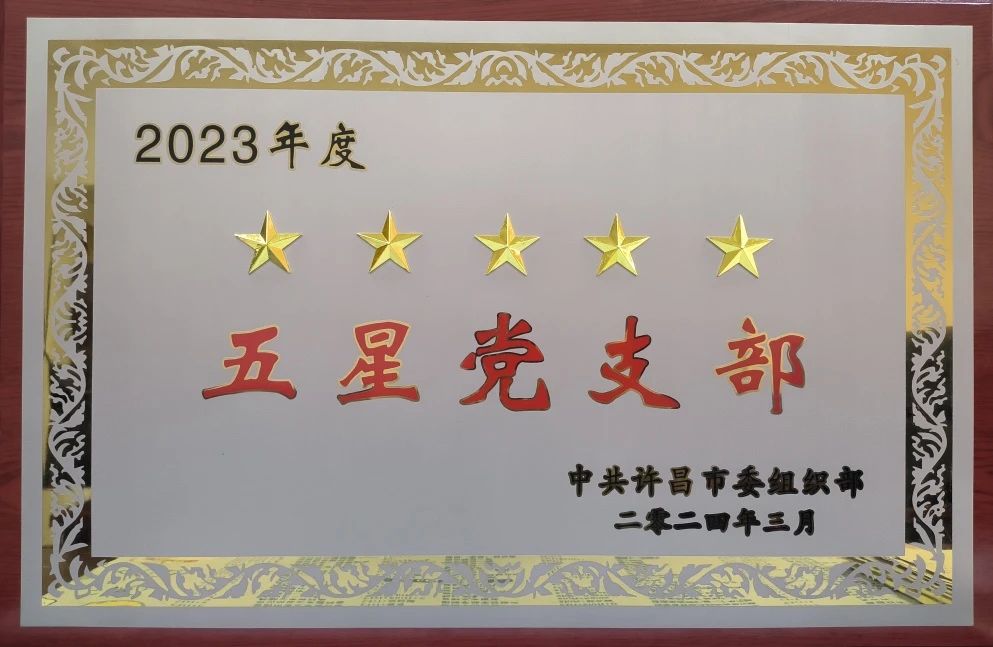 2023年度
五星党支部
中共许昌市委组织部
二零二四年三月